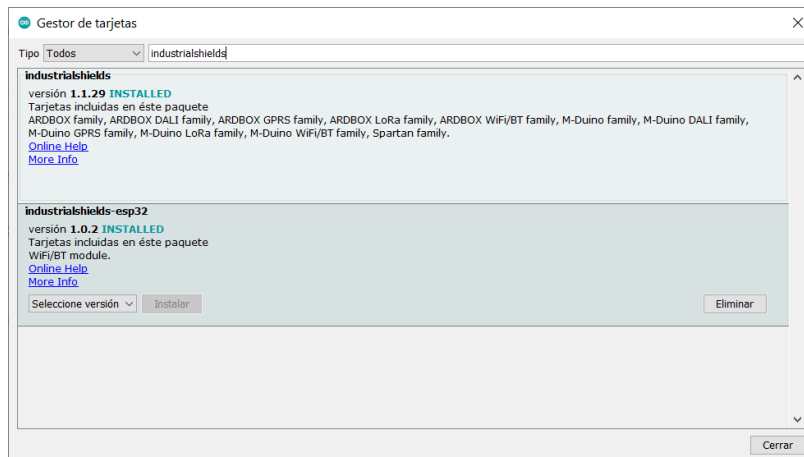 Gestor de tarjetas
Tipo Todos industrialshields
industrialshields
versión 1.1.29 INSTALLED
Tarjetas incluidas en éste paquete
ARDBOX family, ARDBOX DALI family, ARDBOX GPRS family, ARDBOX LoRa family, ARDBOX WiFi/BT family, M-Duino family, M-Duino DALI family,
M-Duino GPRS family, M-Duino LoRa family, M-Duino WiFi/BT family, Spartan family.
Online Help
More Info
industrialshields-esp32
versión 1.0.2 INSTALLED
Tarjetas incluidas en éste paquete
WiFi/BT module.
Online Help
More Info
Seleccione versión Instalar Eliminar
Cerrar